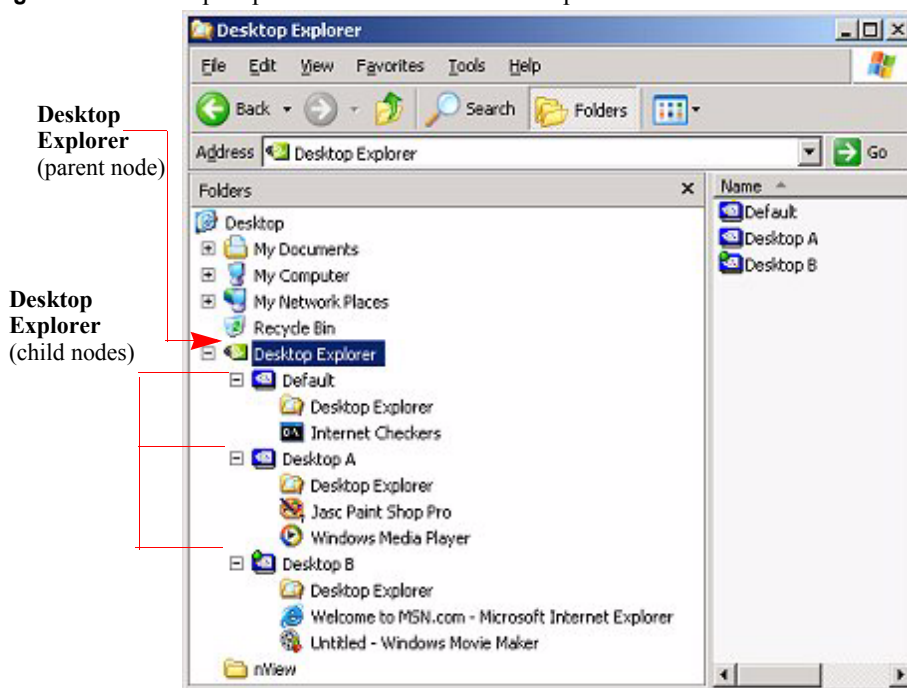 Desktop Explorer
File Edit View Favorites Tools Help
Back Search Folders
Address Desktop Explorer Go
Folders
Desktop
My Documents
My Computer
My Network Places
Recycle Bin
Desktop Explorer
Default
Desktop Explorer
Internet Checkers
Desktop A
Desktop Explorer
Jasc Paint Shop Pro
Windows Media Player
Desktop B
Desktop Explorer
Welcome to MSN.com - Microsoft Internet Explorer
Untitled - Windows Movie Maker
nView
Name
Default
Desktop A
Desktop B
Desktop
Explorer
(parent node)
Desktop
Explorer
(child nodes)